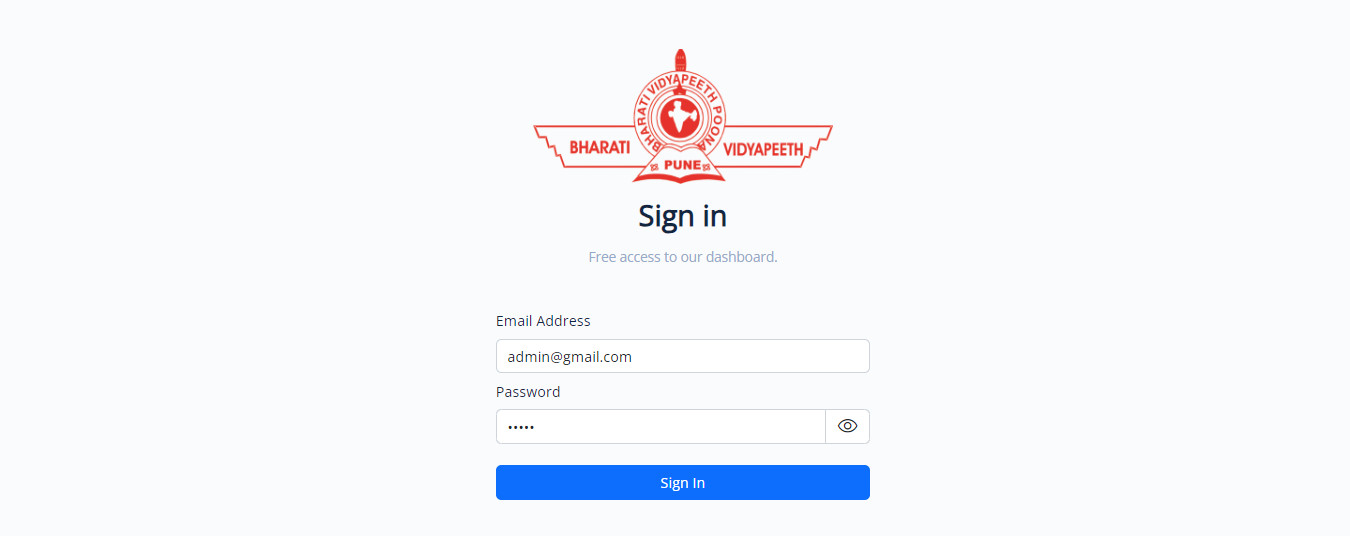 BHARATI VIDYAPEETH POONA
BHARATI
VIDYAPEETH
PUNE
Sign in
Free access to our dashboard.
Email Address
admin@gmail.com
Password
•••••
Sign In